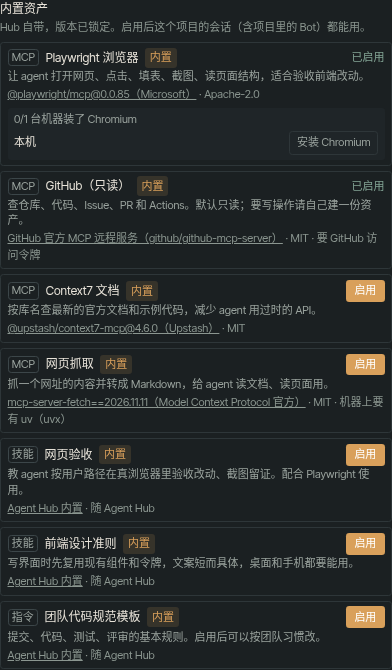 内置资产
Hub 自带，版本已锁定。启用后这个项目的会话（含项目里的 Bot）都能用。
MCP Playwright 浏览器 内置 已启用
让 agent 打开网页、点击、填表、截图、读页面结构，适合验收前端改动。
@playwright/mcp@0.0.85（Microsoft） · Apache-2.0
0/1 台机器装了 Chromium
本机 安装 Chromium
MCP GitHub（只读） 内置 已启用
查仓库、代码、Issue、PR 和 Actions。默认只读；要写操作请自己建一份资
产。
GitHub 官方 MCP 远程服务（github/github-mcp-server） · MIT · 要 GitHub 访
问令牌
MCP Context7 文档 内置 启用
按库名查最新的官方文档和示例代码，减少 agent 用过时的 API。
@upstash/context7-mcp@4.6.0（Upstash） · MIT
MCP 网页抓取 内置 启用
抓一个网址的内容并转成 Markdown，给 agent 读文档、读页面用。
mcp-server-fetch==2026.11.11（Model Context Protocol 官方） · MIT · 机器上要
有 uv（uvx）
技能 网页验收 内置 启用
教 agent 按用户路径在真浏览器里验收改动、截图留证。配合 Playwright 使
用。
Agent Hub 内置 · 随 Agent Hub
技能 前端设计准则 内置 启用
写界面时先复用现有组件和令牌，文案短而具体，桌面和手机都要能用。
Agent Hub 内置 · 随 Agent Hub
指令 团队代码规范模板 内置 启用
提交、代码、测试、评审的基本规则。启用后可以按团队习惯改。
Agent Hub 内置 · 随 Agent Hub